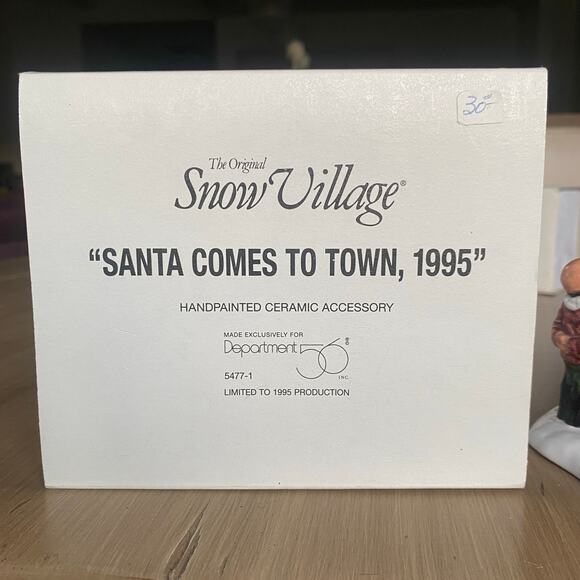 30-
The Original
Snow Village®
“SANTA COMES TO TOWN, 1995”
HANDPAINTED CERAMIC ACCESSORY
MADE EXCLUSIVELY FOR
Department 56®
5477-1 INC.
LIMITED TO 1995 PRODUCTION